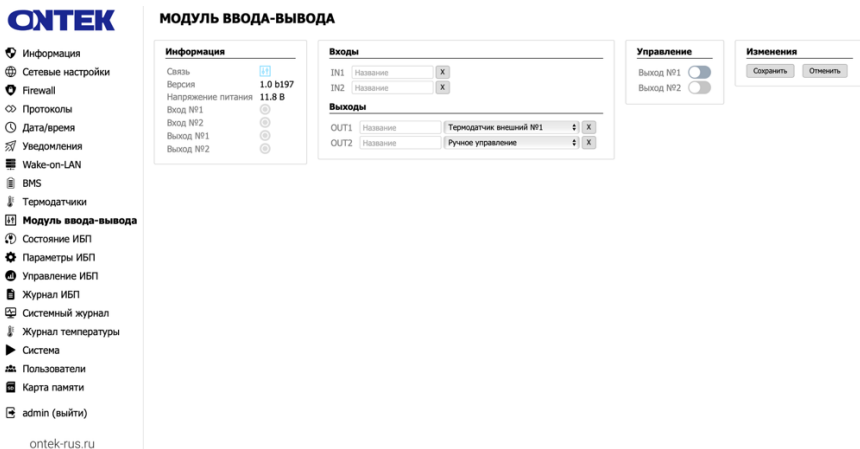 ONTEK
МОДУЛЬ ВВОДА-ВЫВОДА
Информация
Сетевые настройки
Firewall
Протоколы
Дата/время
Уведомления
Wake-on-LAN
BMS
Термодатчики
Модуль ввода-вывода
Состояние ИБП
Параметры ИБП
Управление ИБП
Журнал ИБП
Системный журнал
Журнал температуры
Система
Пользователи
Карта памяти
admin (выйти)
ontek-rus.ru
Информация
Связь
Версия 1.0 b197
Напряжение питания 11.8 В
Вход №1
Вход №2
Выход №1
Выход №2
Входы
IN1 Название X
IN2 Название X
Выходы
OUT1 Название Термодатчик внешний №1 X
OUT2 Название Ручное управление X
Управление
Выход №1
Выход №2
Изменения
Сохранить Отменить